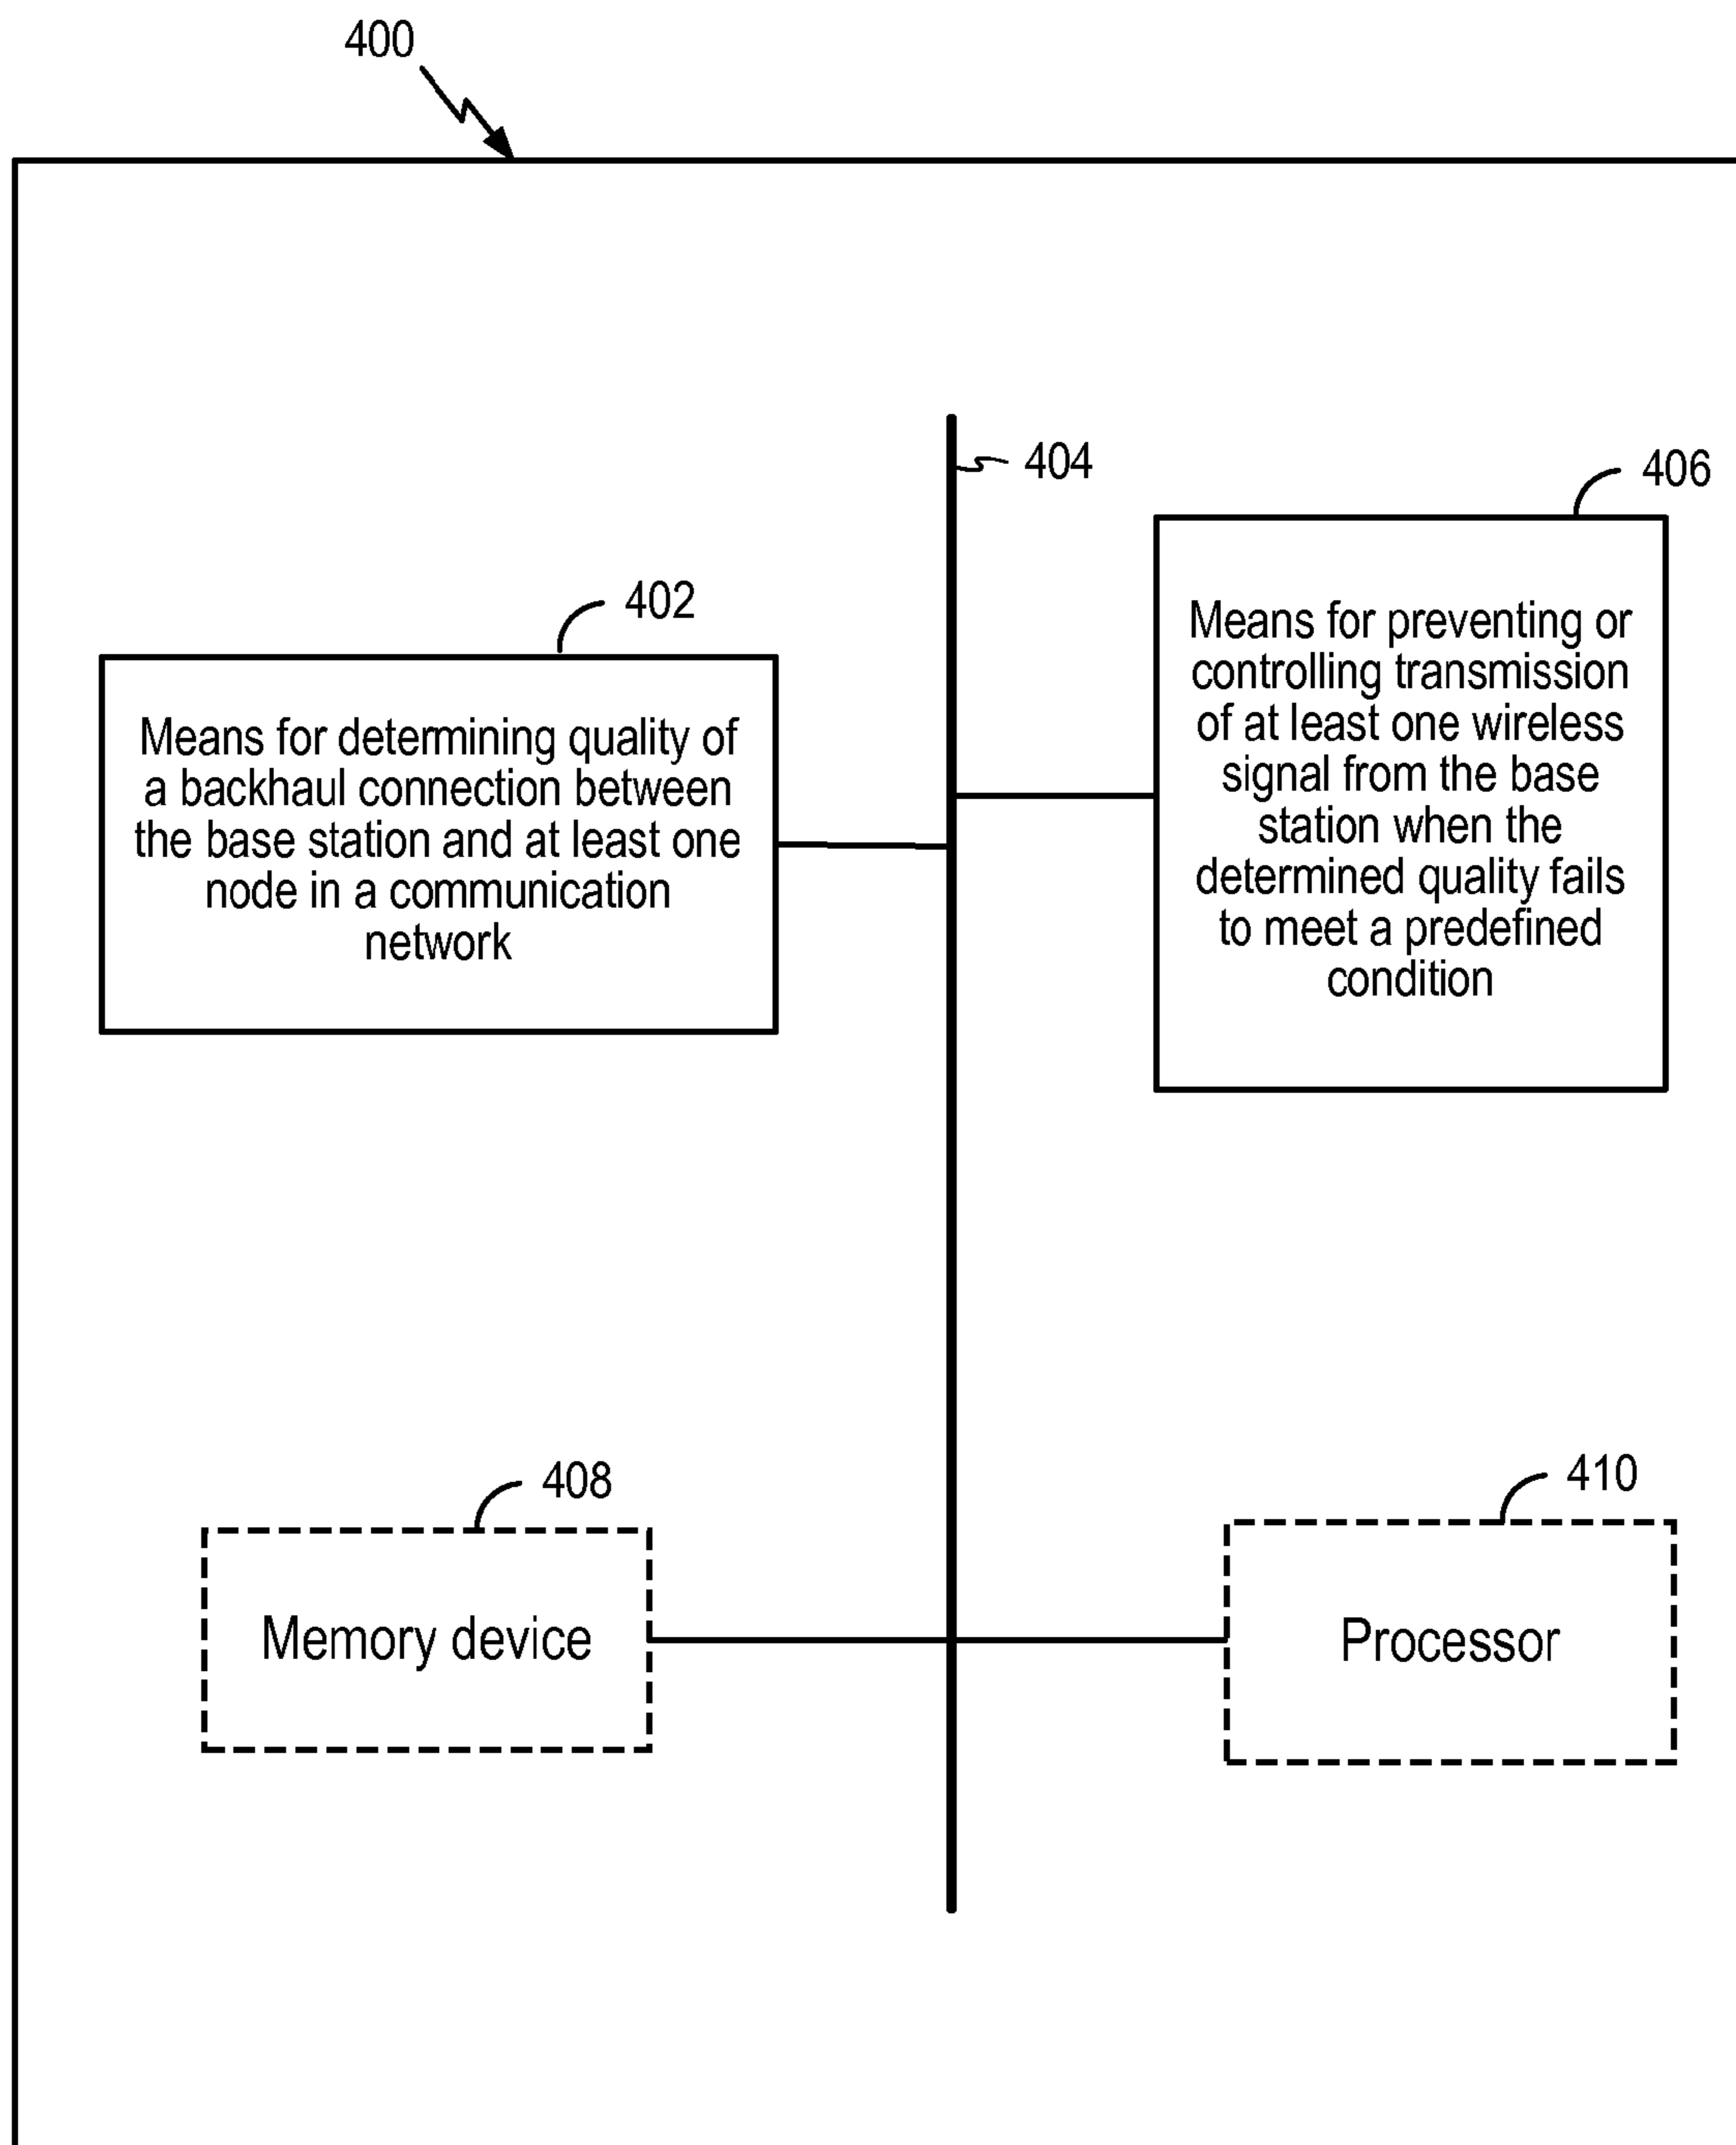 400
404
406
402
Means for preventing or
controlling transmission
of at least one wireless
signal from the base
station when the
determined quality fails
to meet a predefined
condition
Means for determining quality of
a backhaul connection between
the base station and at least one
node in a communication
network
408
410
Memory device
Processor